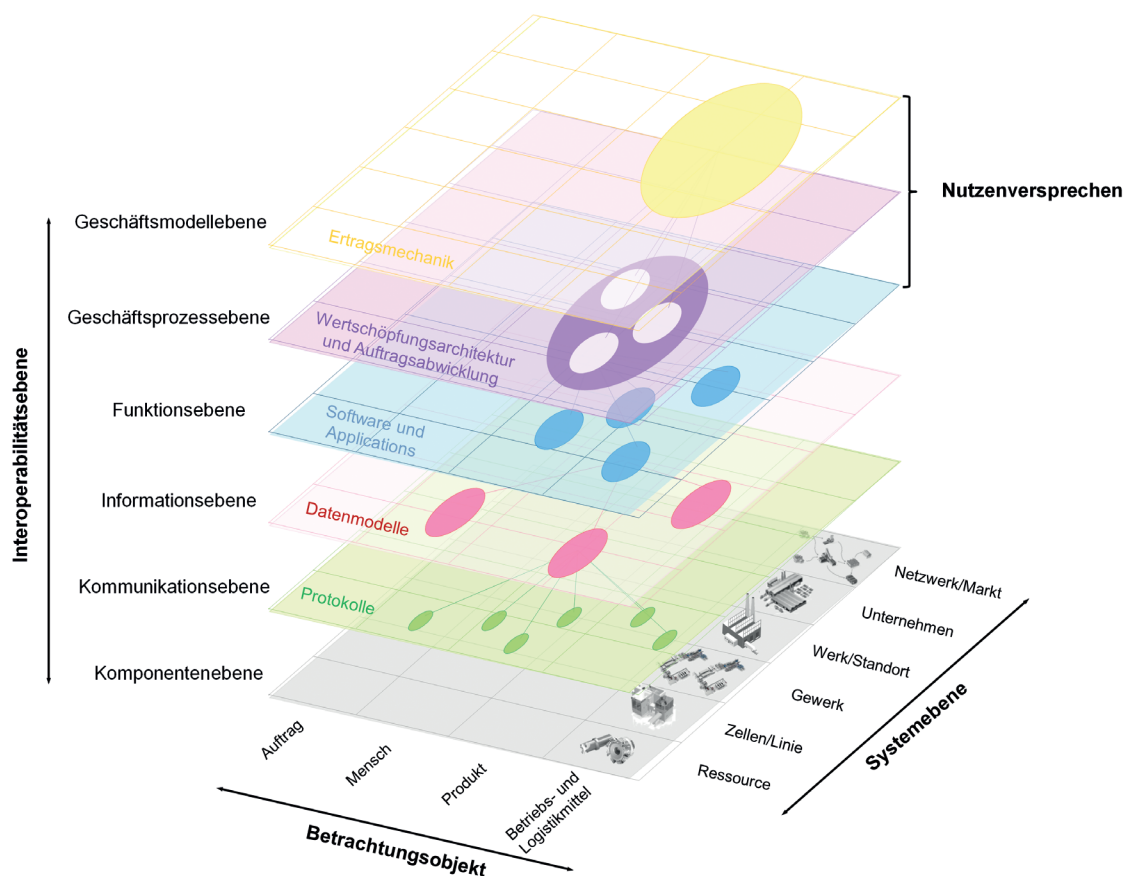 Nutzenversprechen
Geschäftsmodellebene
Ertragsmechanik
Geschäftsprozessebene
Wertschöpfungsarchitektur
und Auftragsabwicklung
Funktionsebene
Software und
Applications
Informationsebene
Datenmodelle
Kommunikationsebene
Protokolle
Komponentenebene
Interoperabilitätsebene
Netzwerk/Markt
Unternehmen
Werk/Standort
Gewerk
Zellen/Linie
Ressource
Systemebene
Auftrag
Mensch
Produkt
Betriebs- und
Logistikmittel
Betrachtungsobjekt